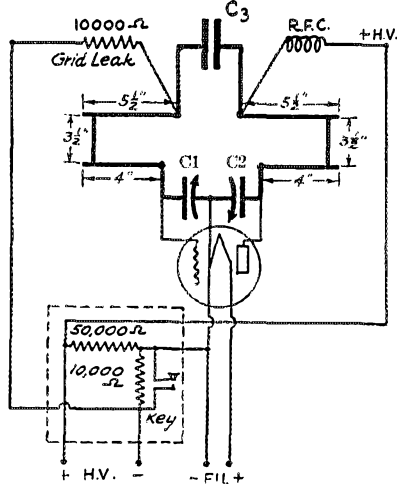 C3
10000 Ω
Grid Leak
R.F.C.
+H.V.
5½"
5½"
3½"
3½"
C1
C2
4"
4"
50,000 Ω
10,000
Ω
Key
+ H.V. -
- FIL +